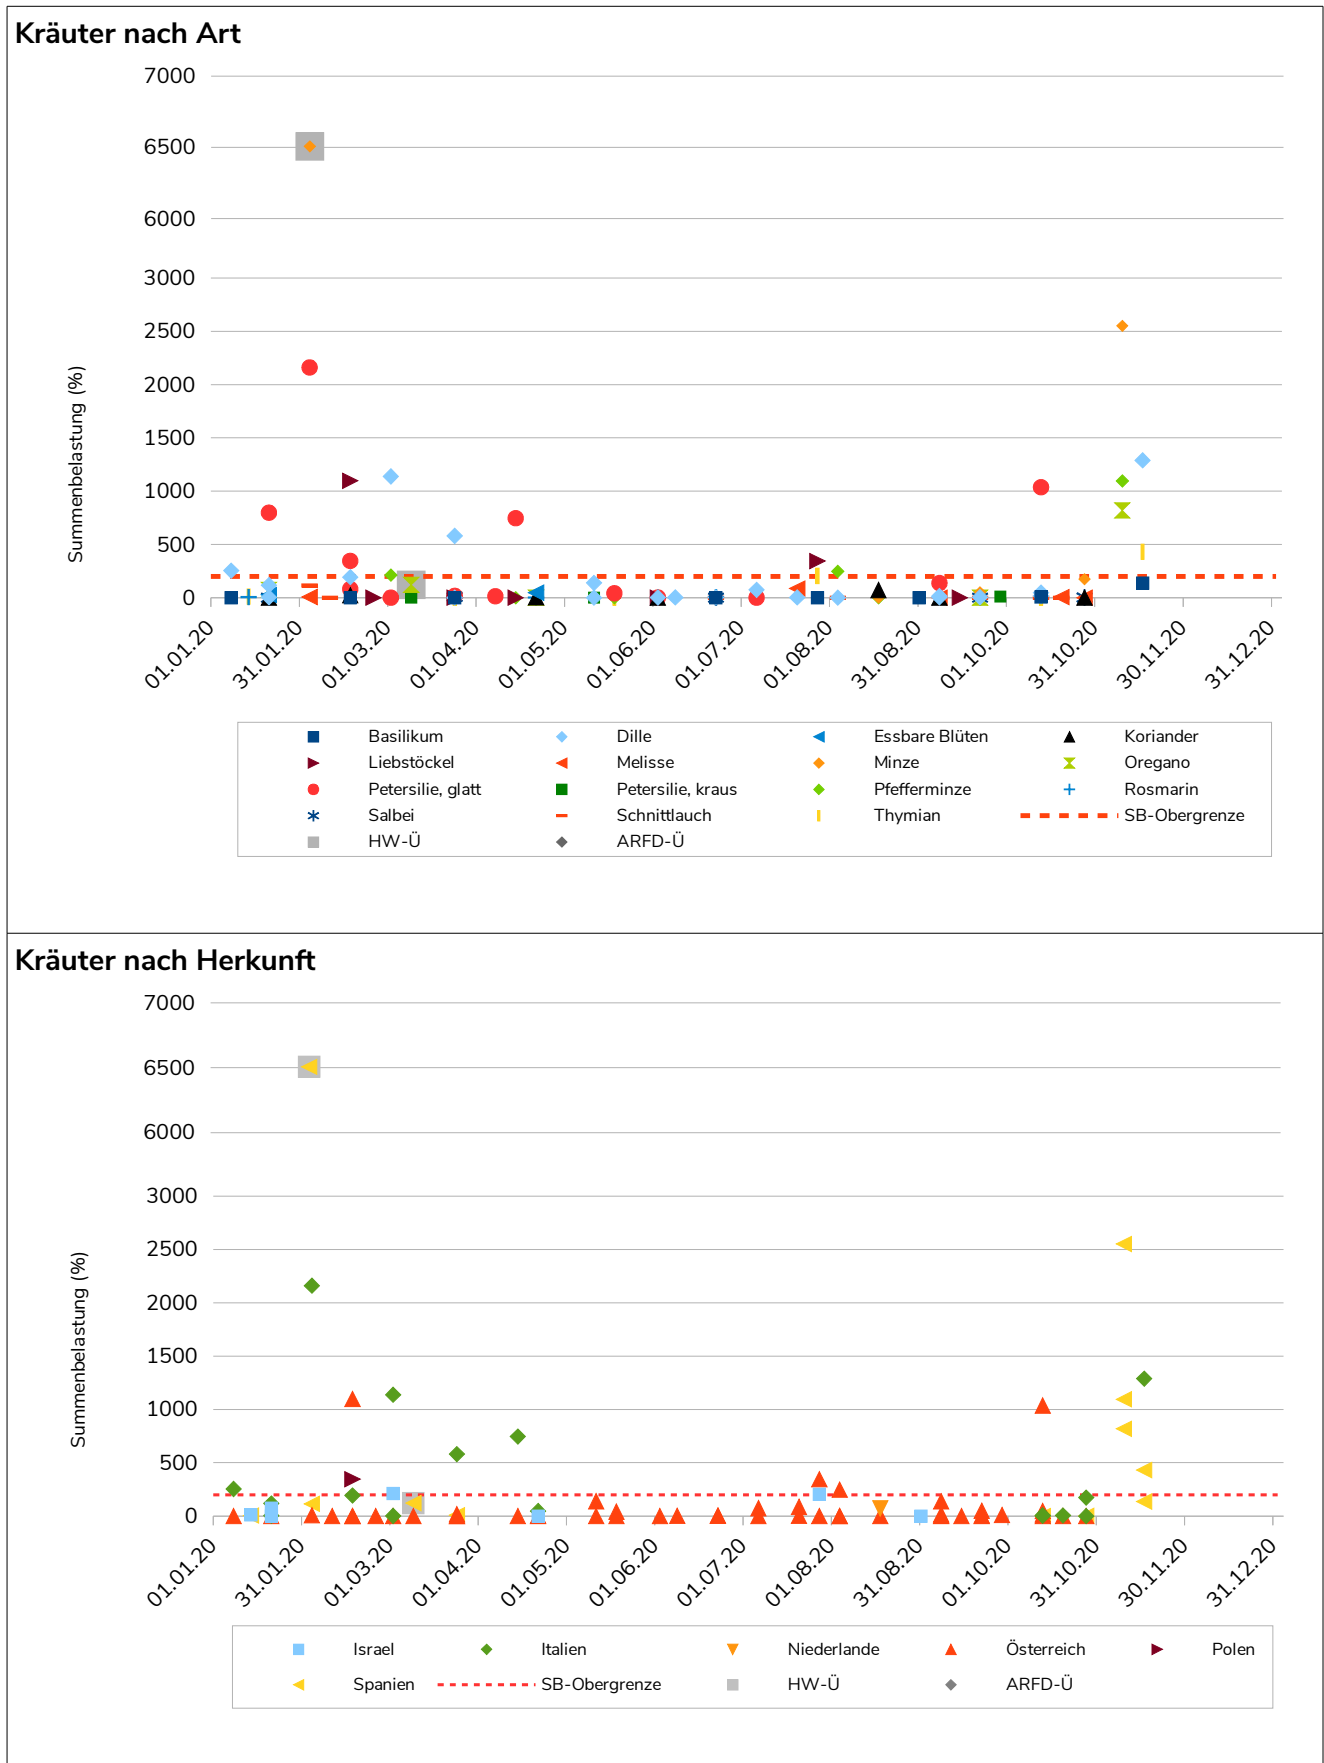 Kräuter nach Art
7000
6500
6000
3000
2500
2000
1500
1000
500
0
Summenbelastung (%)
01.01.20 31.01.20 01.03.20 01.04.20 01.05.20 01.06.20 01.07.20 01.08.20 31.08.20 01.10.20 31.10.20 30.11.20 31.12.20
Basilikum Dille Essbare Blüten Koriander
Liebstöckel Melisse Minze Oregano
Petersilie, glatt Petersilie, kraus Pfefferminze Rosmarin
Salbei Schnittlauch Thymian SB-Obergrenze
HW-Ü ARFD-Ü
Kräuter nach Herkunft
7000
6500
6000
3000
2500
2000
1500
1000
500
0
Summenbelastung (%)
01.01.20 31.01.20 01.03.20 01.04.20 01.05.20 01.06.20 01.07.20 01.08.20 31.08.20 01.10.20 31.10.20 30.11.20 31.12.20
Israel Italien Niederlande Österreich Polen
Spanien SB-Obergrenze HW-Ü ARFD-Ü